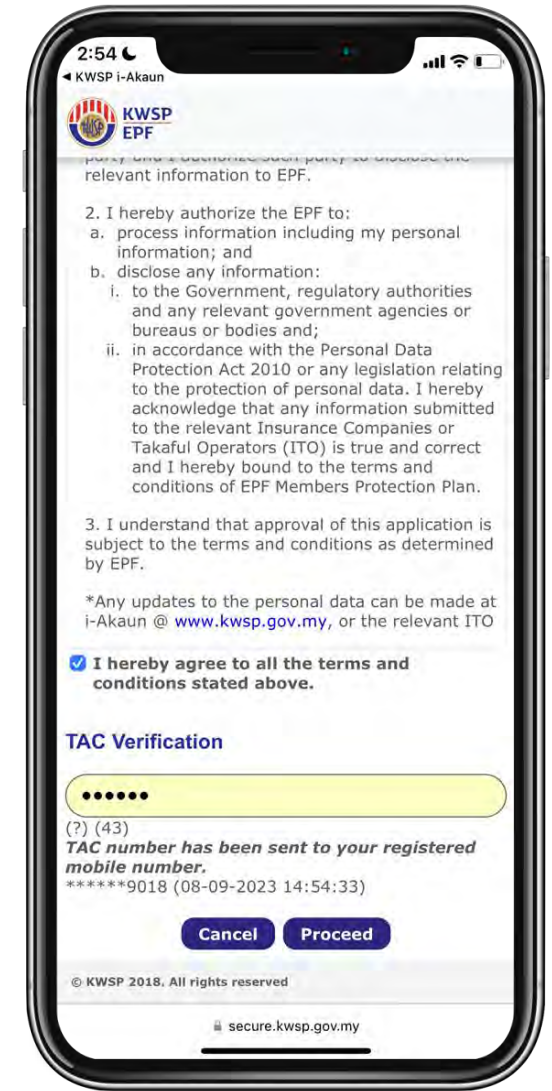 2:54
◀ KWSP i-Akaun
KWSP
EPF
party and I authorize such party to disclose the
relevant information to EPF.
2. I hereby authorize the EPF to:
a. process information including my personal
information; and
b. disclose any information:
i. to the Government, regulatory authorities
and any relevant government agencies or
bureaus or bodies and;
ii. in accordance with the Personal Data
Protection Act 2010 or any legislation relating
to the protection of personal data. I hereby
acknowledge that any information submitted
to the relevant Insurance Companies or
Takaful Operators (ITO) is true and correct
and I hereby bound to the terms and
conditions of EPF Members Protection Plan.
3. I understand that approval of this application is
subject to the terms and conditions as determined
by EPF.
*Any updates to the personal data can be made at
i-Akaun @ www.kwsp.gov.my, or the relevant ITO
I hereby agree to all the terms and
conditions stated above.
TAC Verification
••••••
(?) (43)
TAC number has been sent to your registered
mobile number.
******9018 (08-09-2023 14:54:33)
Cancel Proceed
© KWSP 2018. All rights reserved
secure.kwsp.gov.my